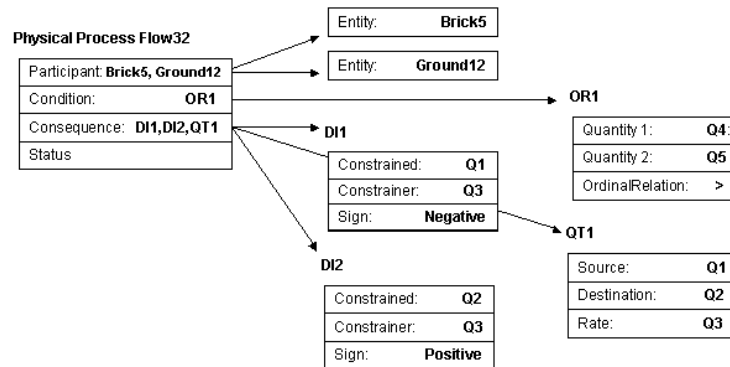 Entity: Brick5
Physical Process Flow32
Entity: Ground12
Participant: Brick5, Ground12
Condition: OR1
OR1
Consequence: DI1,DI2,QT1
DI1
Quantity 1: Q4:
Status
Quantity 2: Q5
Constrained: Q1
OrdinalRelation: >
Constrainer: Q3
Sign: Negative
QT1
DI2
Source: Q1
Constrained: Q2
Destination: Q2
Constrainer: Q3
Rate: Q3
Sign: Positive